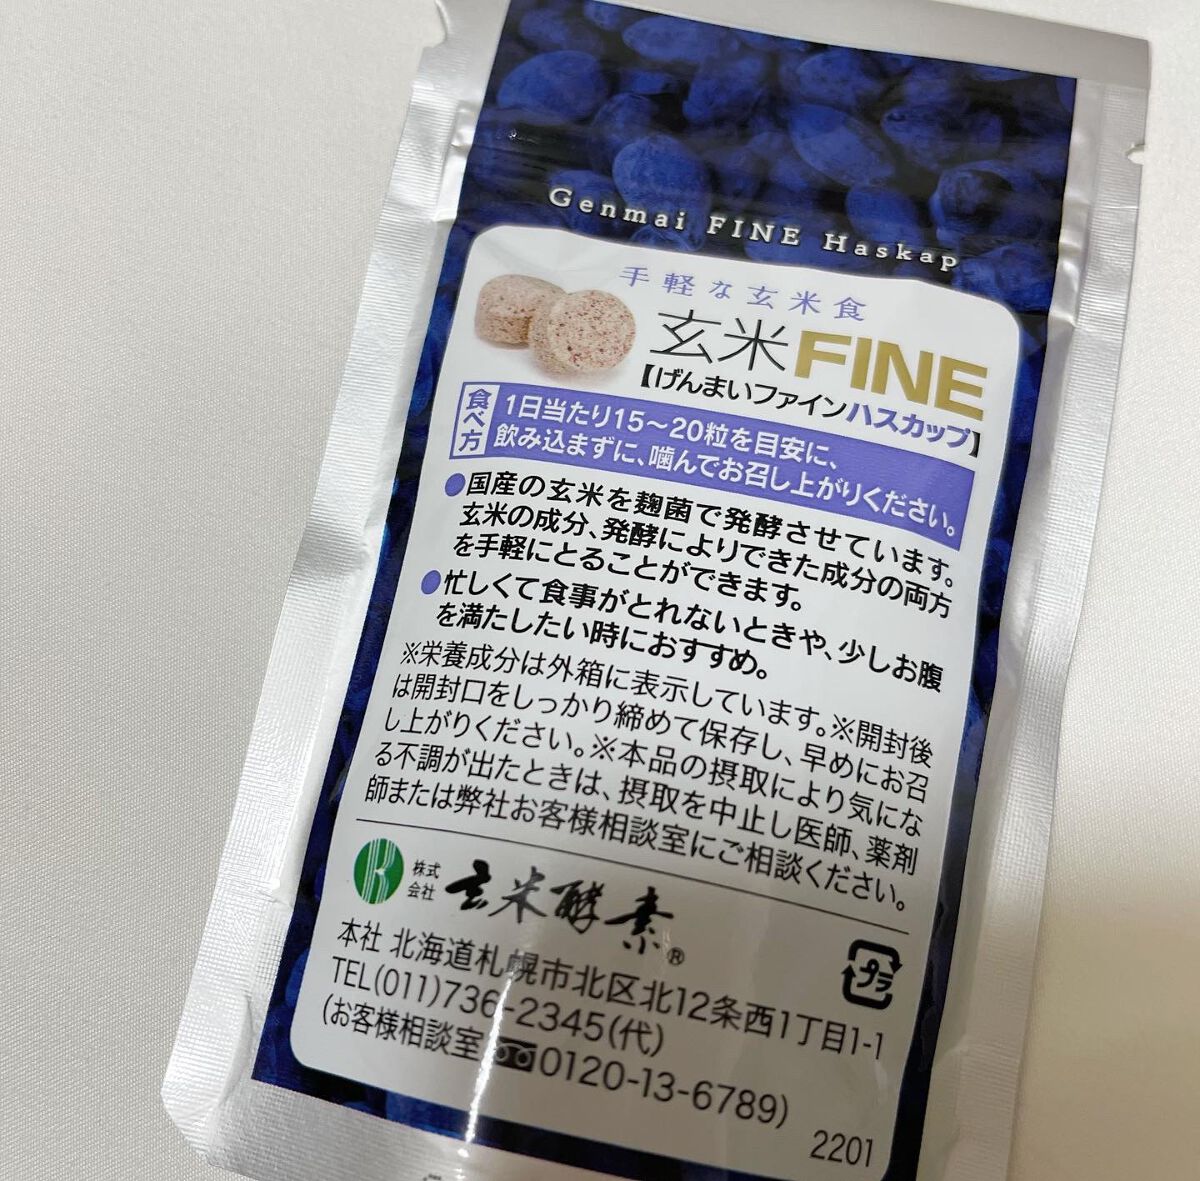 Genmai FINE Haskap
手軽な玄米食
玄米FINE
【げんまいファインハスカップ】
食べ方
1日当たり15～20粒を目安に、
飲み込まずに、噛んでお召し上がりください。
●国産の玄米を麹菌で発酵させています。
玄米の成分、発酵によりできた成分の両方
を手軽にとることができます。
●忙しくて食事がとれないときや、少しお腹
を満たしたい時におすすめ。
※栄養成分は外箱に表示しています。※開封後
は開封口をしっかり締めて保存し、早めにお召
し上がりください。※本品の摂取により気にな
る不調が出たときは、摂取を中止し医師、薬剤
師または弊社お客様相談室にご相談ください。
株式会社 玄米酵素®
プラ
本社 北海道札幌市北区北12条西1丁目1-1
TEL(011)736-2345(代)
(お客様相談室 0120-13-6789)
2201